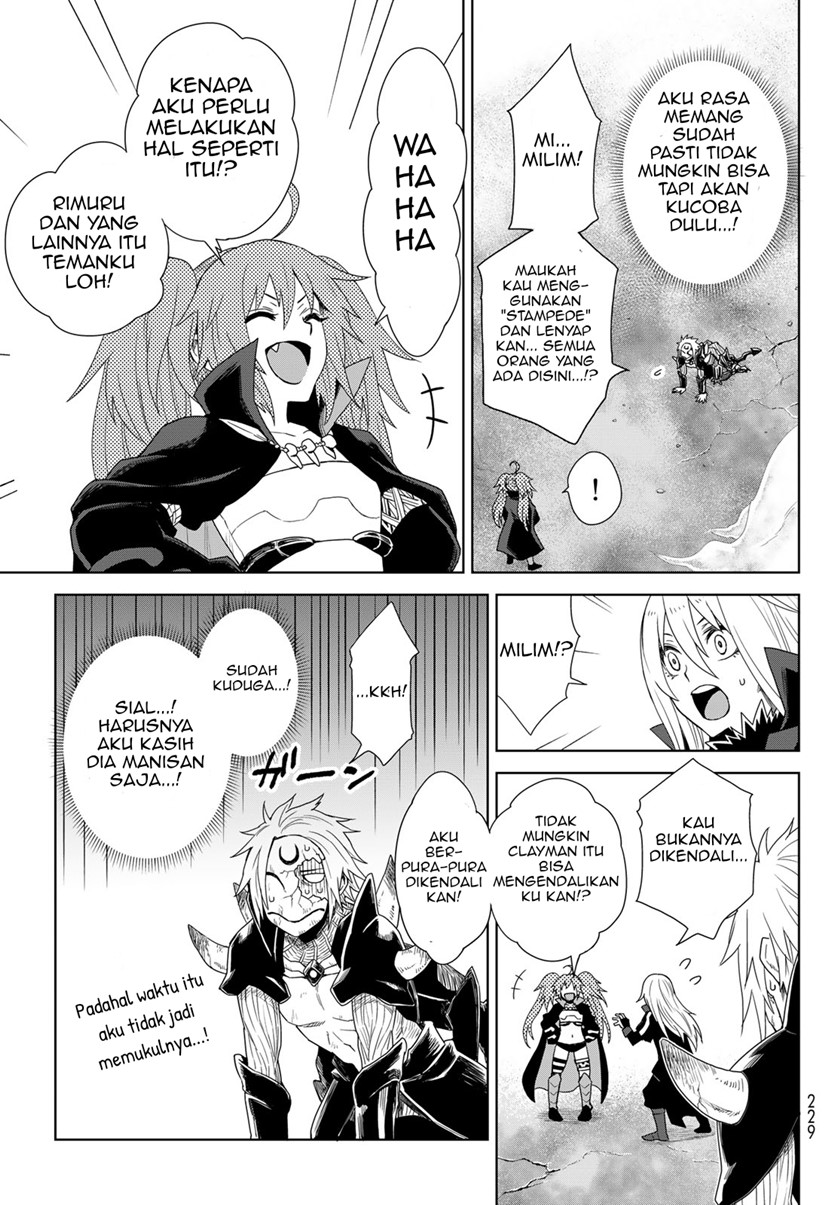 AKU RASA
MEMANG
SUDAH
PASTI TIDAK
MUNGKIN BISA
TAPI AKAN
KUCOBA
DULU...!
MI...
MILIM!
MAUKAH
KAU MENG-
GUNAKAN
"STAMPEDE"
DAN LENYAP
KAN... SEMUA
ORANG YANG
ADA DISINI...!?
!
WA
HA
HA
HA
KENAPA
AKU PERLU
MELAKUKAN
HAL SEPERTI
ITU!?
RIMURU
DAN YANG
LAINNYA ITU
TEMANKU
LOH!
MILIM!?
...KKH!
SUDAH
KUDUGA...!
SIAL...!
HARUSNYA
AKU KASIH
DIA MANISAN
SAJA...!
ガーン
Padahal waktu itu
aku tidak jadi
memukulnya...!
KAU
BUKANNYA
DIKENDALI...
TIDAK
MUNGKIN
CLAYMAN ITU
BISA
MENGENDALIKAN
KU KAN!?
AKU
BER-
PURA-PURA
DIKENDALI
KAN!
229